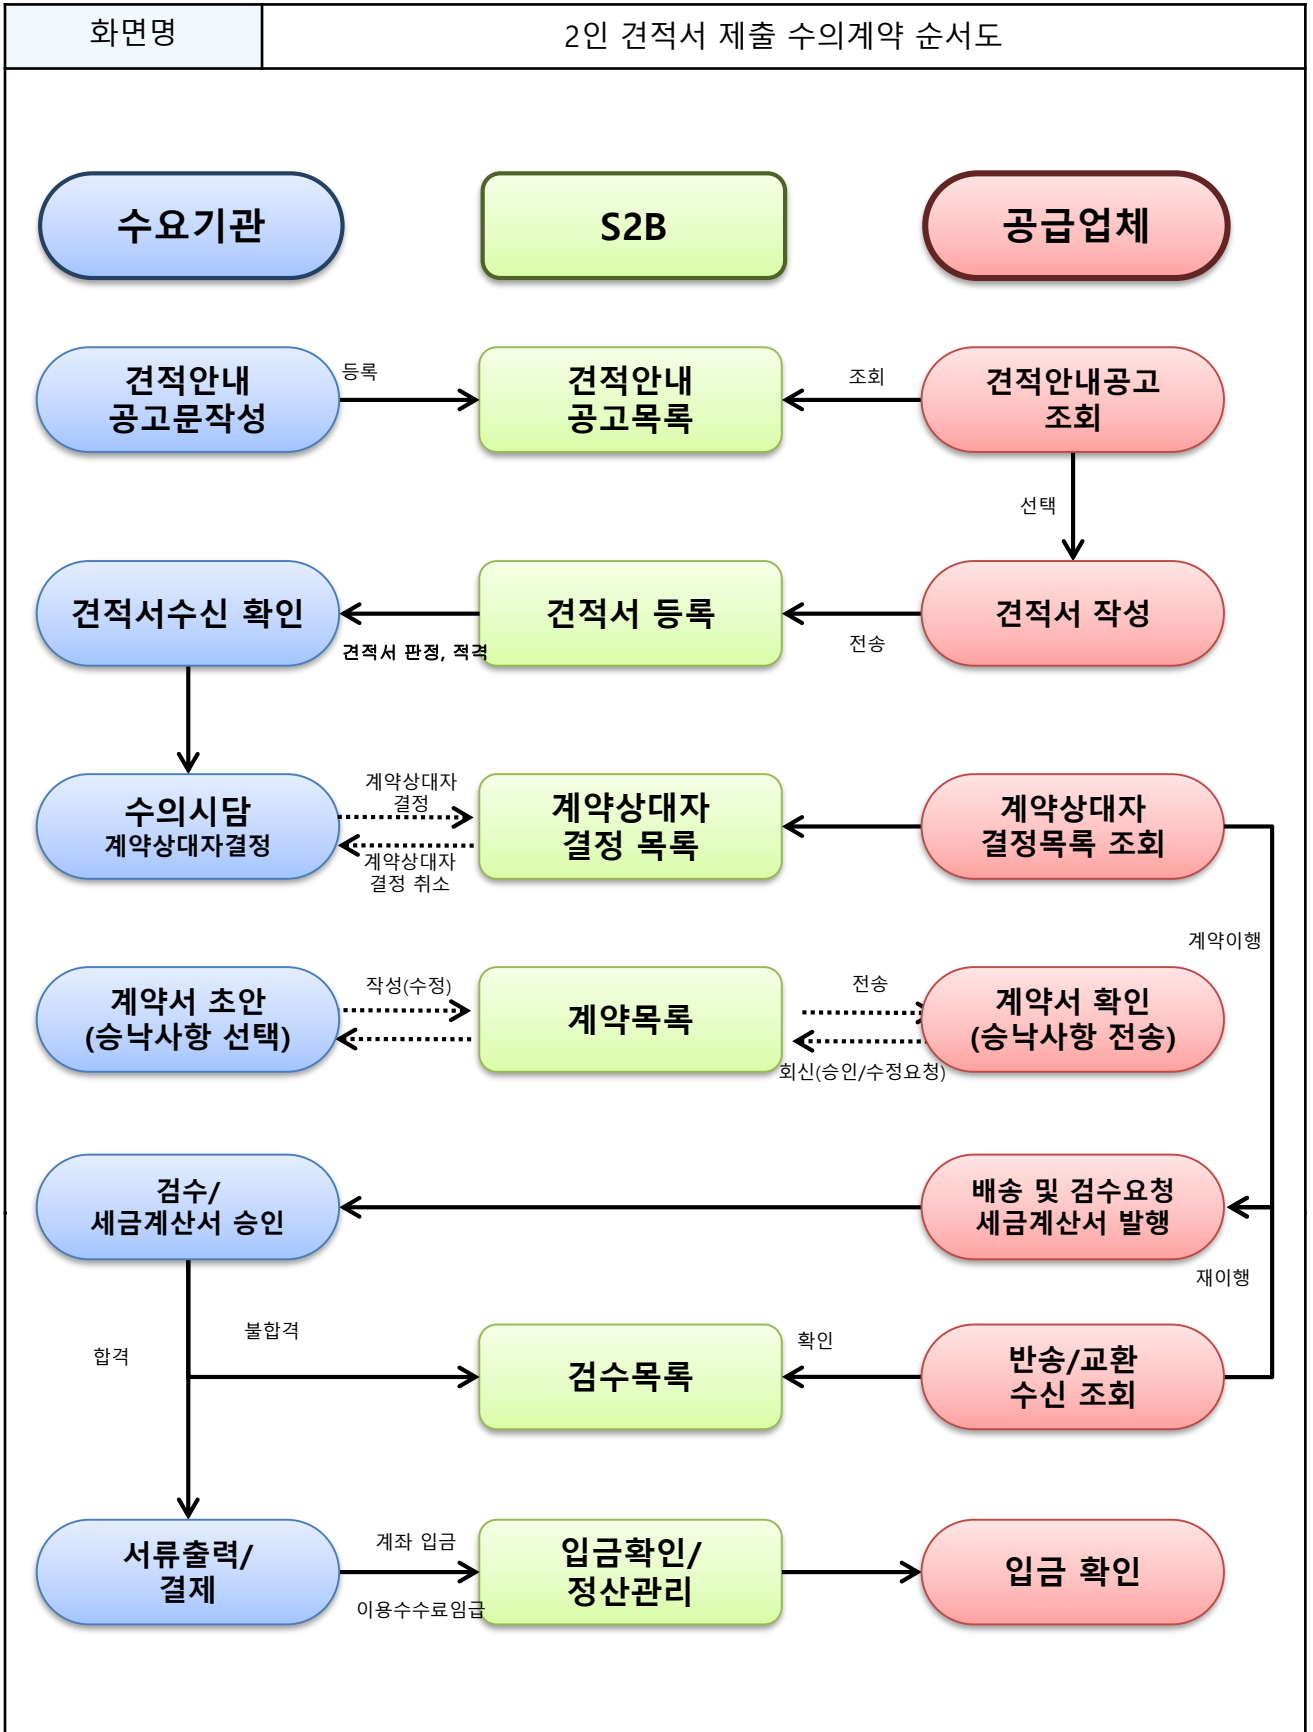 화면명
2인 견적서 제출 수의계약 순서도
수요기관
S2B
공급업체
견적안내
공고문작성
등록
견적안내
공고목록
조회
견적안내공고
조회
선택
견적서수신 확인
견적서 판정, 적격
견적서 등록
전송
견적서 작성
수의시담
계약상대자결정
계약상대자
결정
계약상대자
결정 취소
계약상대자
결정 목록
계약상대자
결정목록 조회
계약이행
계약서 초안
(승낙사항 선택)
작성(수정)
계약목록
전송
회신(승인/수정요청)
계약서 확인
(승낙사항 전송)
검수/
세금계산서 승인
배송 및 검수요청
세금계산서 발행
재이행
합격
불합격
검수목록
확인
반송/교환
수신 조회
서류출력/
결제
계좌 입금
이용수수료임급
입금확인/
정산관리
입금 확인